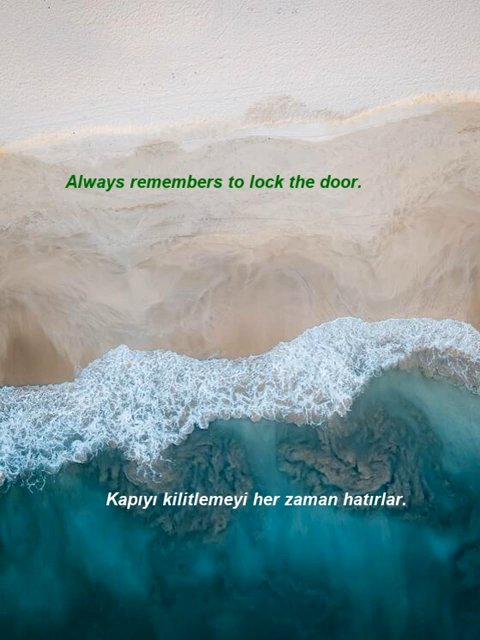 Always remembers to lock the door.
Kapıyı kilitlemeyi her zaman hatırlar.